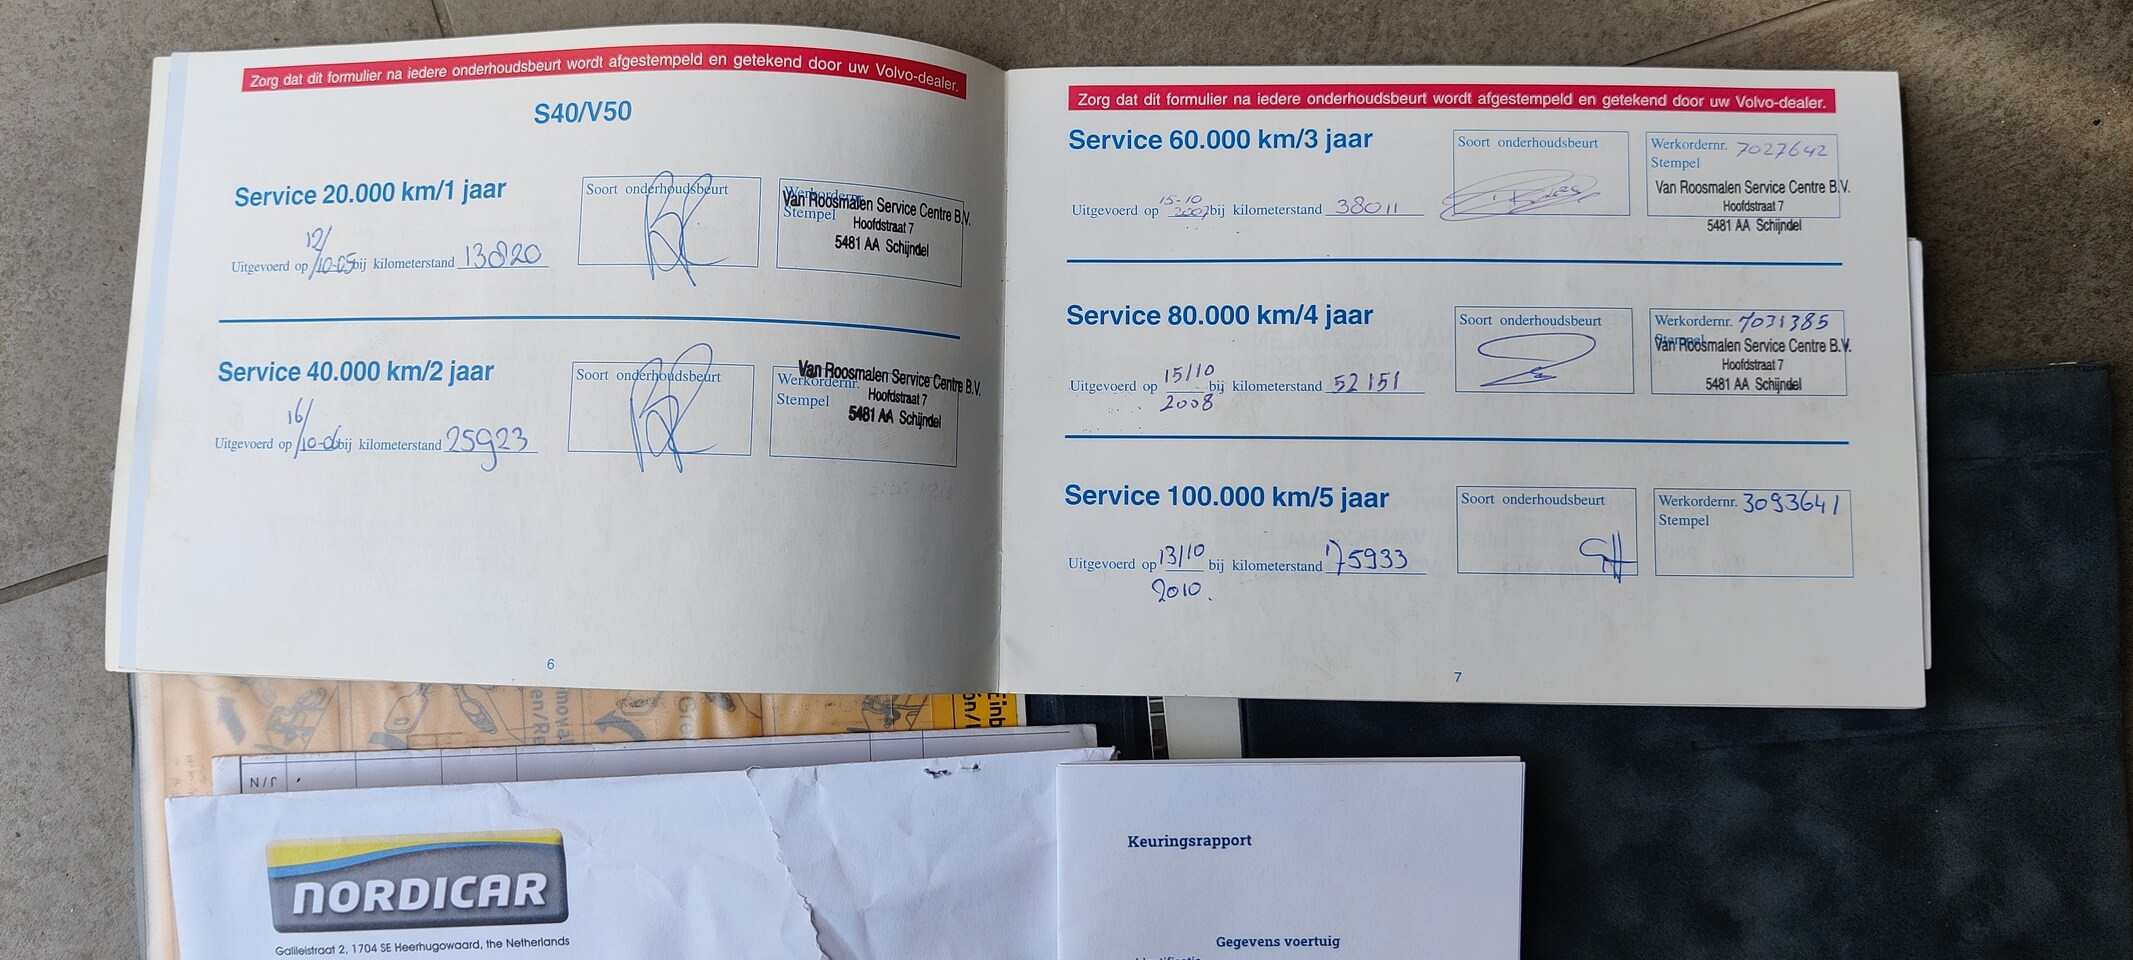 Zorg dat dit formulier na iedere onderhoudsbeurt wordt afgestempeld en getekend door uw Volvo-dealer.
S40/V50
Service 20.000 km/1 jaar
Soort onderhoudsbeurt
Werkordernr.
Stempel
Van Roosmalen Service Centre B.V.
Hoofdstraat 7
5481 AA Schijndel
12/
Uitgevoerd op /10-05 bij kilometerstand 13820
Service 40.000 km/2 jaar
Soort onderhoudsbeurt
Werkordernr.
Stempel
Van Roosmalen Service Centre B.V.
Hoofdstraat 7
5481 AA Schijndel
16/
Uitgevoerd op /10-06 bij kilometerstand 25923
6
Zorg dat dit formulier na iedere onderhoudsbeurt wordt afgestempeld en getekend door uw Volvo-dealer.
Service 60.000 km/3 jaar
Soort onderhoudsbeurt
Werkordernr. 7027642
Stempel
Van Roosmalen Service Centre B.V.
Hoofdstraat 7
5481 AA Schijndel
15-10
Uitgevoerd op 2007 bij kilometerstand 38011
Service 80.000 km/4 jaar
Soort onderhoudsbeurt
Werkordernr. 7031385
Stempel
Van Roosmalen Service Centre B.V.
Hoofdstraat 7
5481 AA Schijndel
15/10
Uitgevoerd op bij kilometerstand 52151
2008
Service 100.000 km/5 jaar
Soort onderhoudsbeurt
Werkordernr. 3093641
Stempel
Uitgevoerd op 13/10 bij kilometerstand 75933
2010.
7
NORDICAR
Galileistraat 2, 1704 SE Heerhugowaard, the Netherlands
Keuringsrapport
Gegevens voertuig